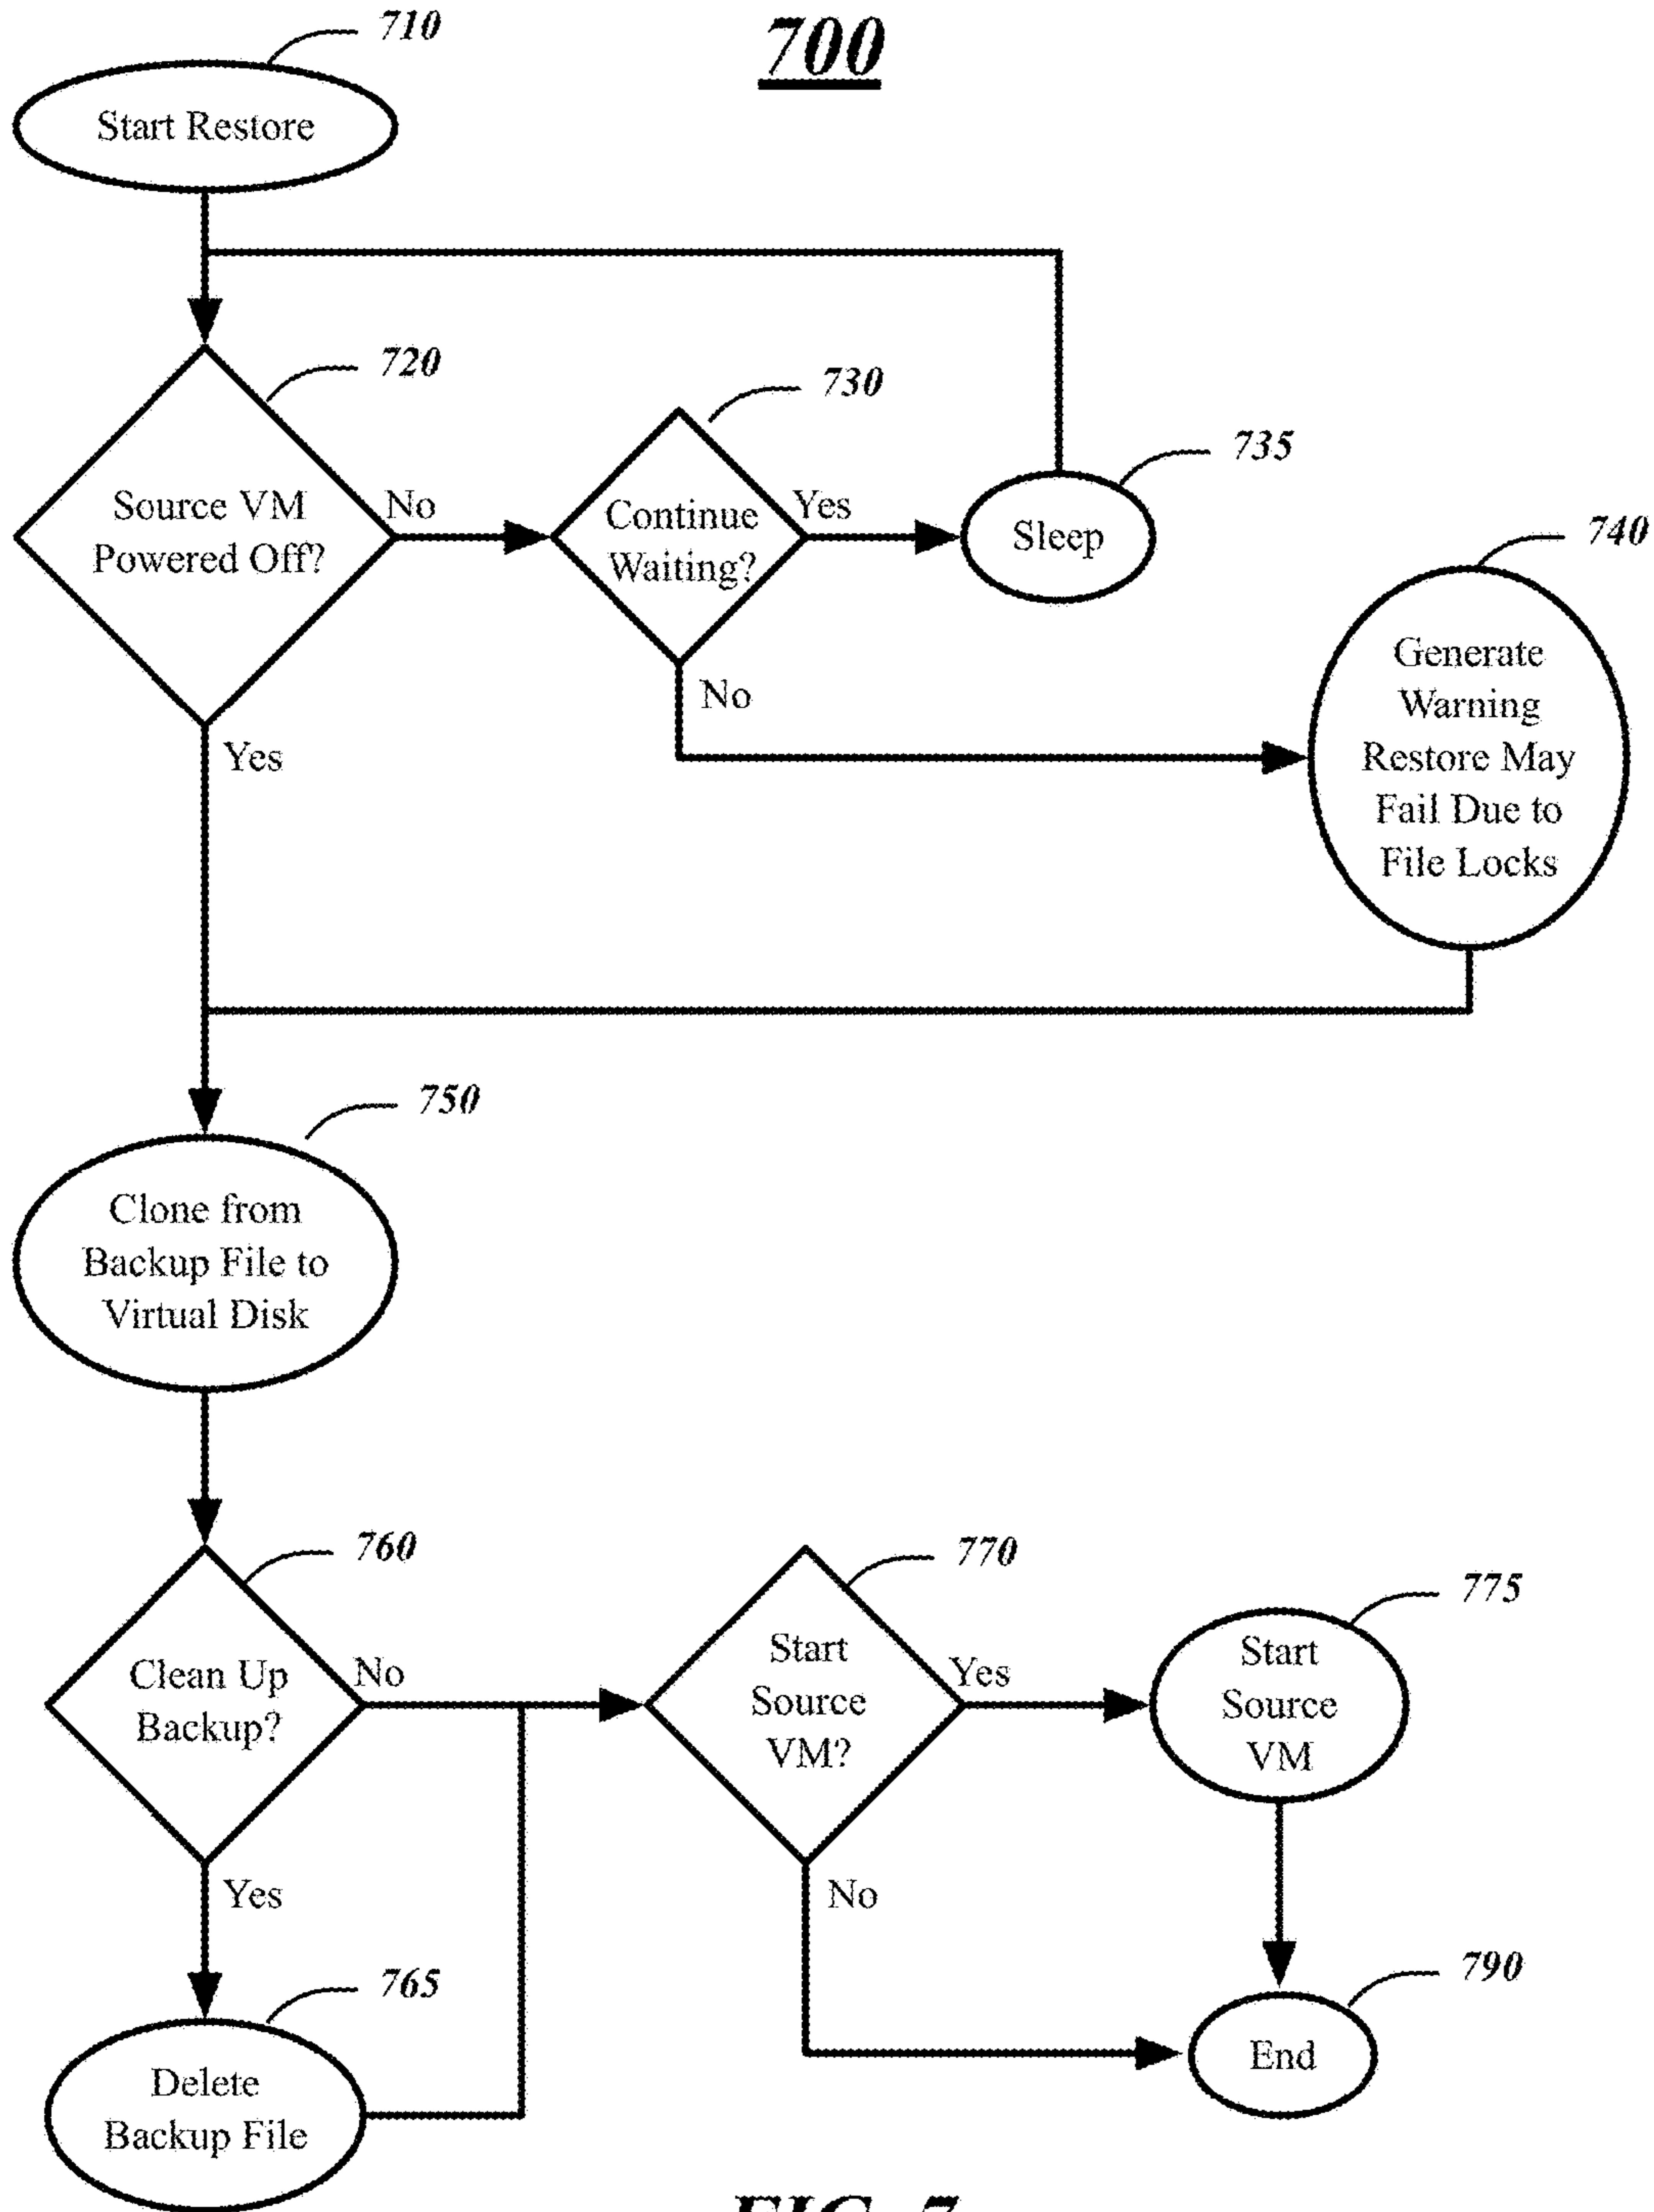 700
710
Start Restore
720
Source VM
Powered Off?
No
Yes
730
Continue
Waiting?
Yes
No
735
Sleep
740
Generate
Warning
Restore May
Fail Due to
File Locks
750
Clone from
Backup File to
Virtual Disk
760
Clean Up
Backup?
No
Yes
765
Delete
Backup File
770
Start
Source
VM?
Yes
No
775
Start
Source
VM
790
End
FIG. 7